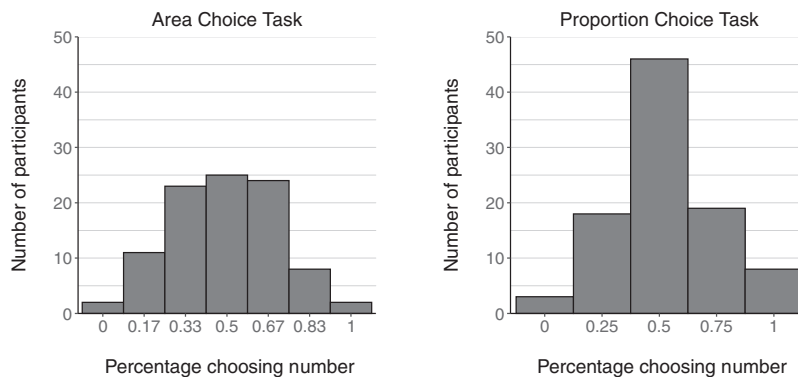 Area Choice Task
50
40
30
20
10
0
Number of participants
0 0.17 0.33 0.5 0.67 0.83 1
Percentage choosing number
Proportion Choice Task
50
40
30
20
10
0
Number of participants
0 0.25 0.5 0.75 1
Percentage choosing number